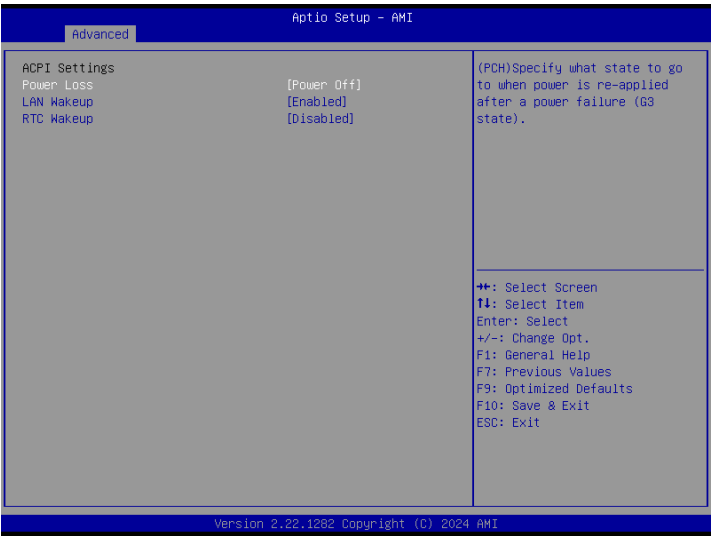 Aptio Setup – AMI
Advanced
ACPI Settings
Power Loss [Power Off]
LAN Wakeup [Enabled]
RTC Wakeup [Disabled]
(PCH)Specify what state to go
to when power is re-applied
after a power failure (G3
state).
→←: Select Screen
↑↓: Select Item
Enter: Select
+/-: Change Opt.
F1: General Help
F7: Previous Values
F9: Optimized Defaults
F10: Save & Exit
ESC: Exit
Version 2.22.1282 Copyright (C) 2024 AMI